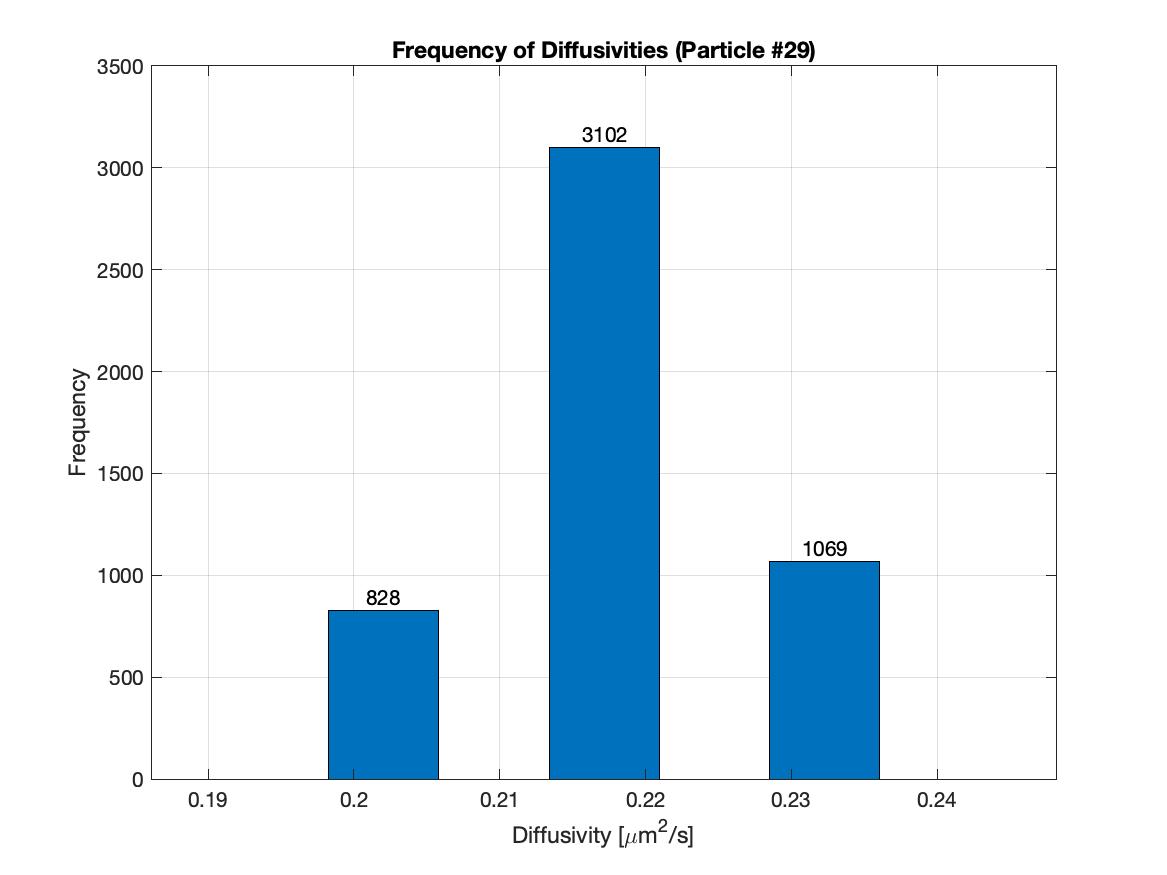 Frequency of Diffusivities (Particle #29)
3500
3000
2500
2000
1500
1000
500
0
Frequency
828
3102
1069
0.19 0.2 0.21 0.22 0.23 0.24
Diffusivity [μm²/s]